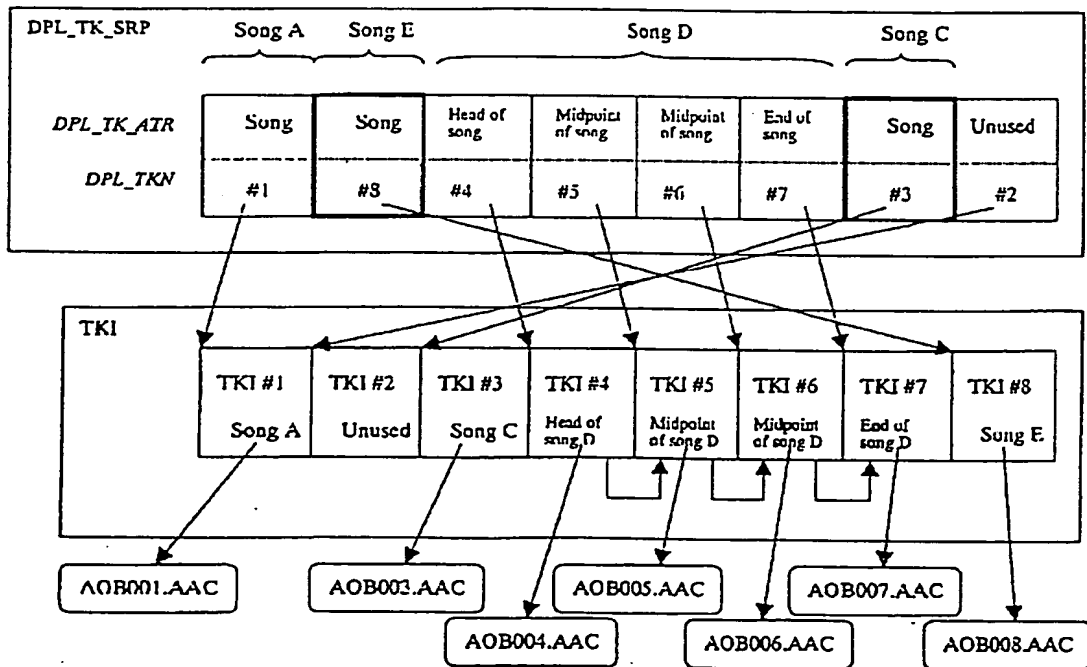 DPL_TK_SRP
Song A Song E Song D Song C
DPL_TK_ATR
Song Song Head of song Midpoint of song Midpoint of song End of song Song Unused
DPL_TKN
#1 #8 #4 #5 #6 #7 #3 #2
TKI
TKI #1 TKI #2 TKI #3 TKI #4 TKI #5 TKI #6 TKI #7 TKI #8
Song A Unused Song C Head of song D Midpoint of song D Midpoint of song D End of song D Song E
AOB001.AAC AOB003.AAC AOB005.AAC AOB007.AAC
AOB004.AAC AOB006.AAC AOB008.AAC